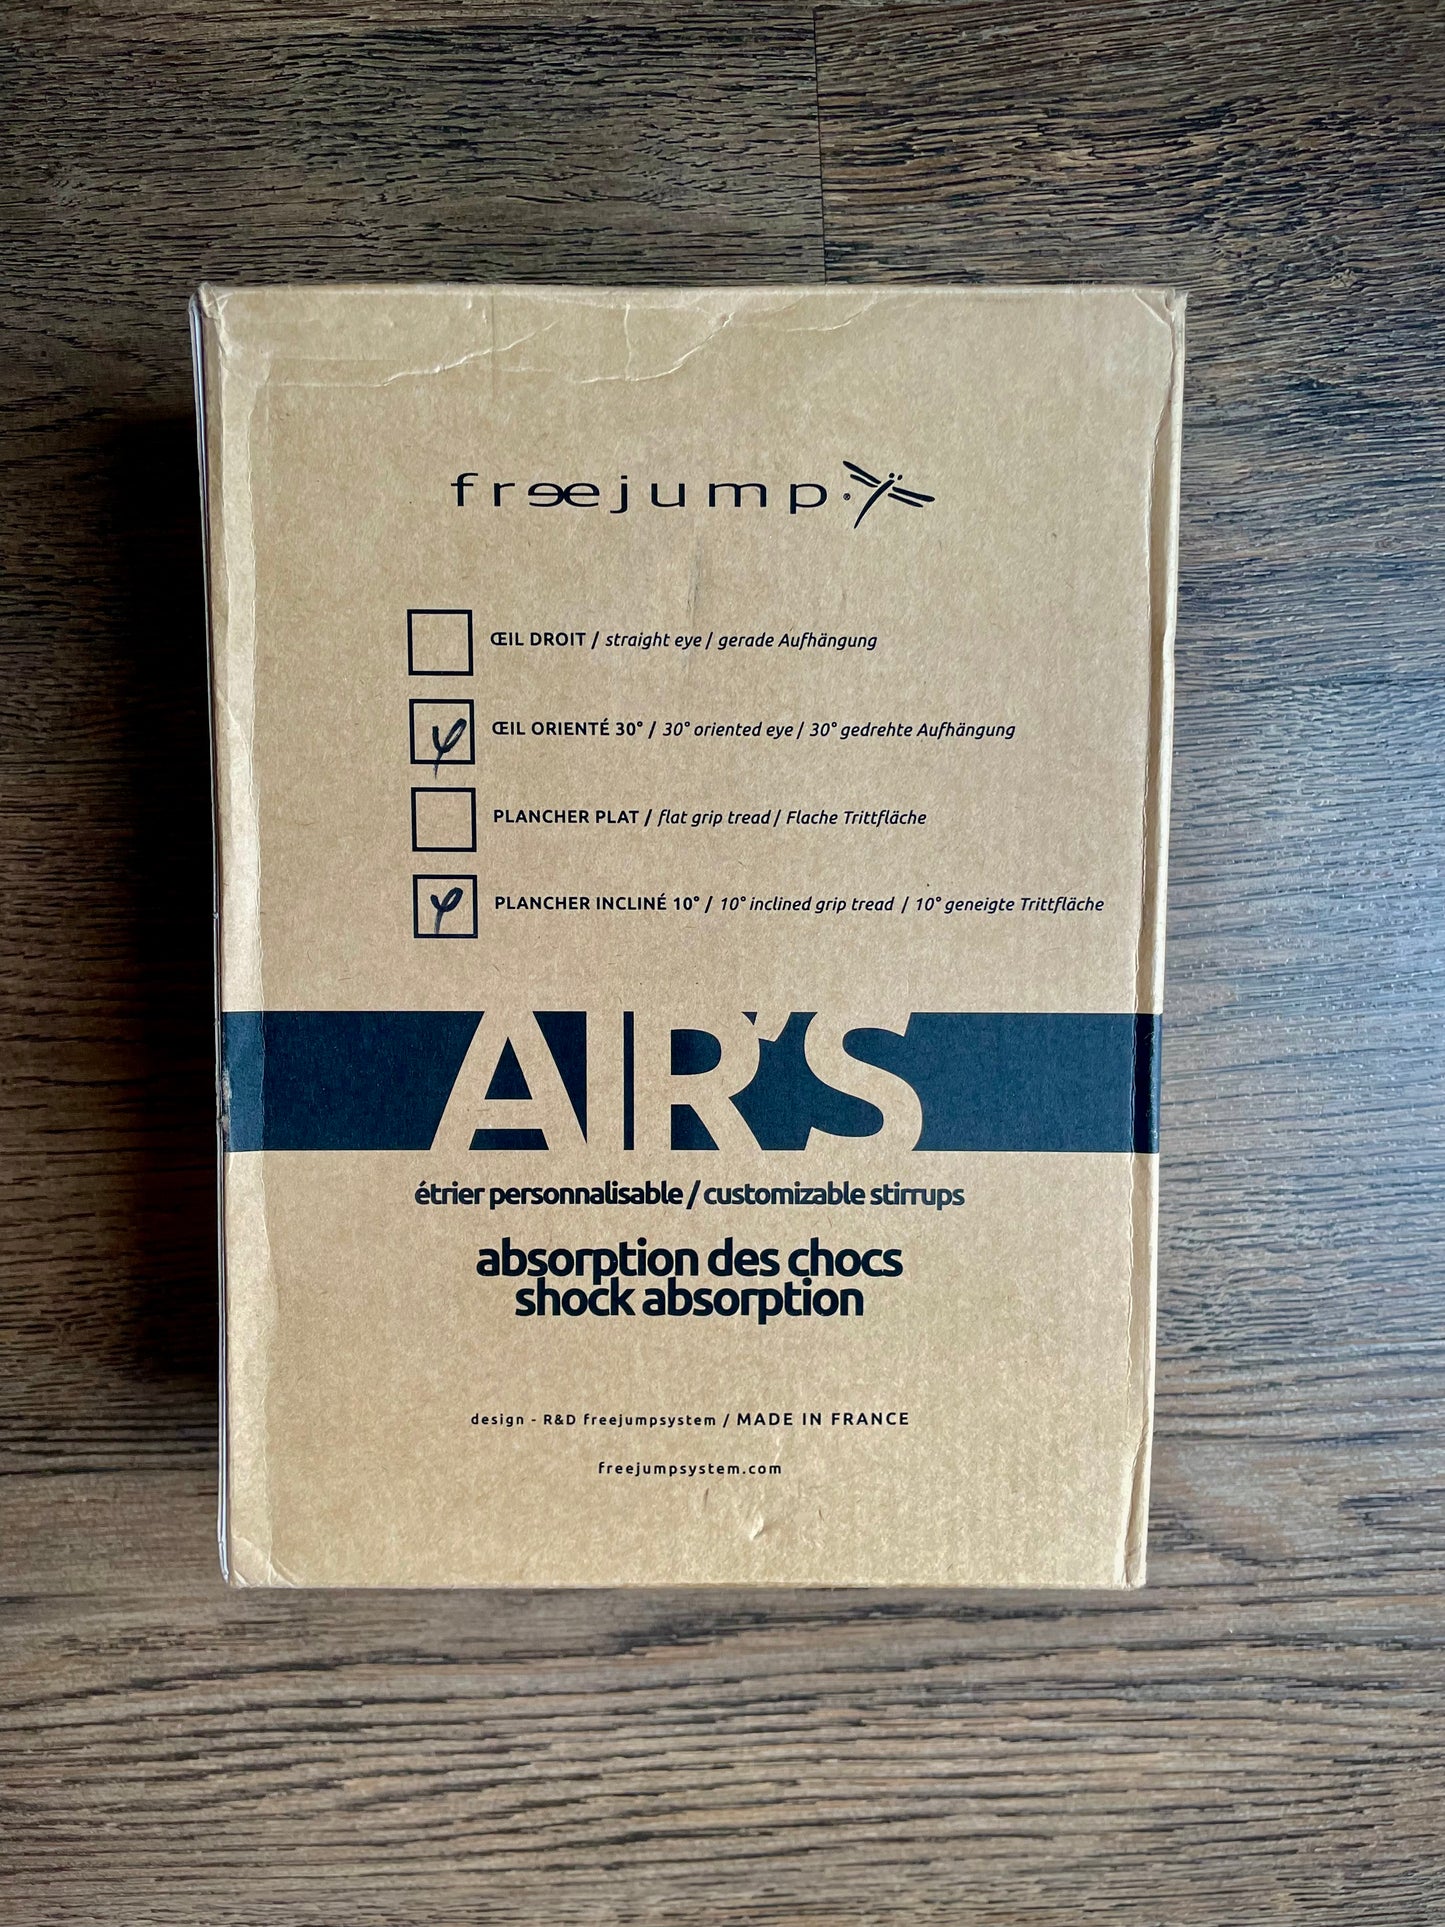 freejump®
ŒIL DROIT / straight eye / gerade Aufhängung
ŒIL ORIENTÉ 30° / 30° oriented eye / 30° gedrehte Aufhängung
PLANCHER PLAT / flat grip tread / Flache Trittfläche
PLANCHER INCLINÉ 10° / 10° inclined grip tread / 10° geneigte Trittfläche
AIR'S
étrier personnalisable / customizable stirrups
absorption des chocs
shock absorption
design - R&D freejumpsystem / MADE IN FRANCE
freejumpsystem.com